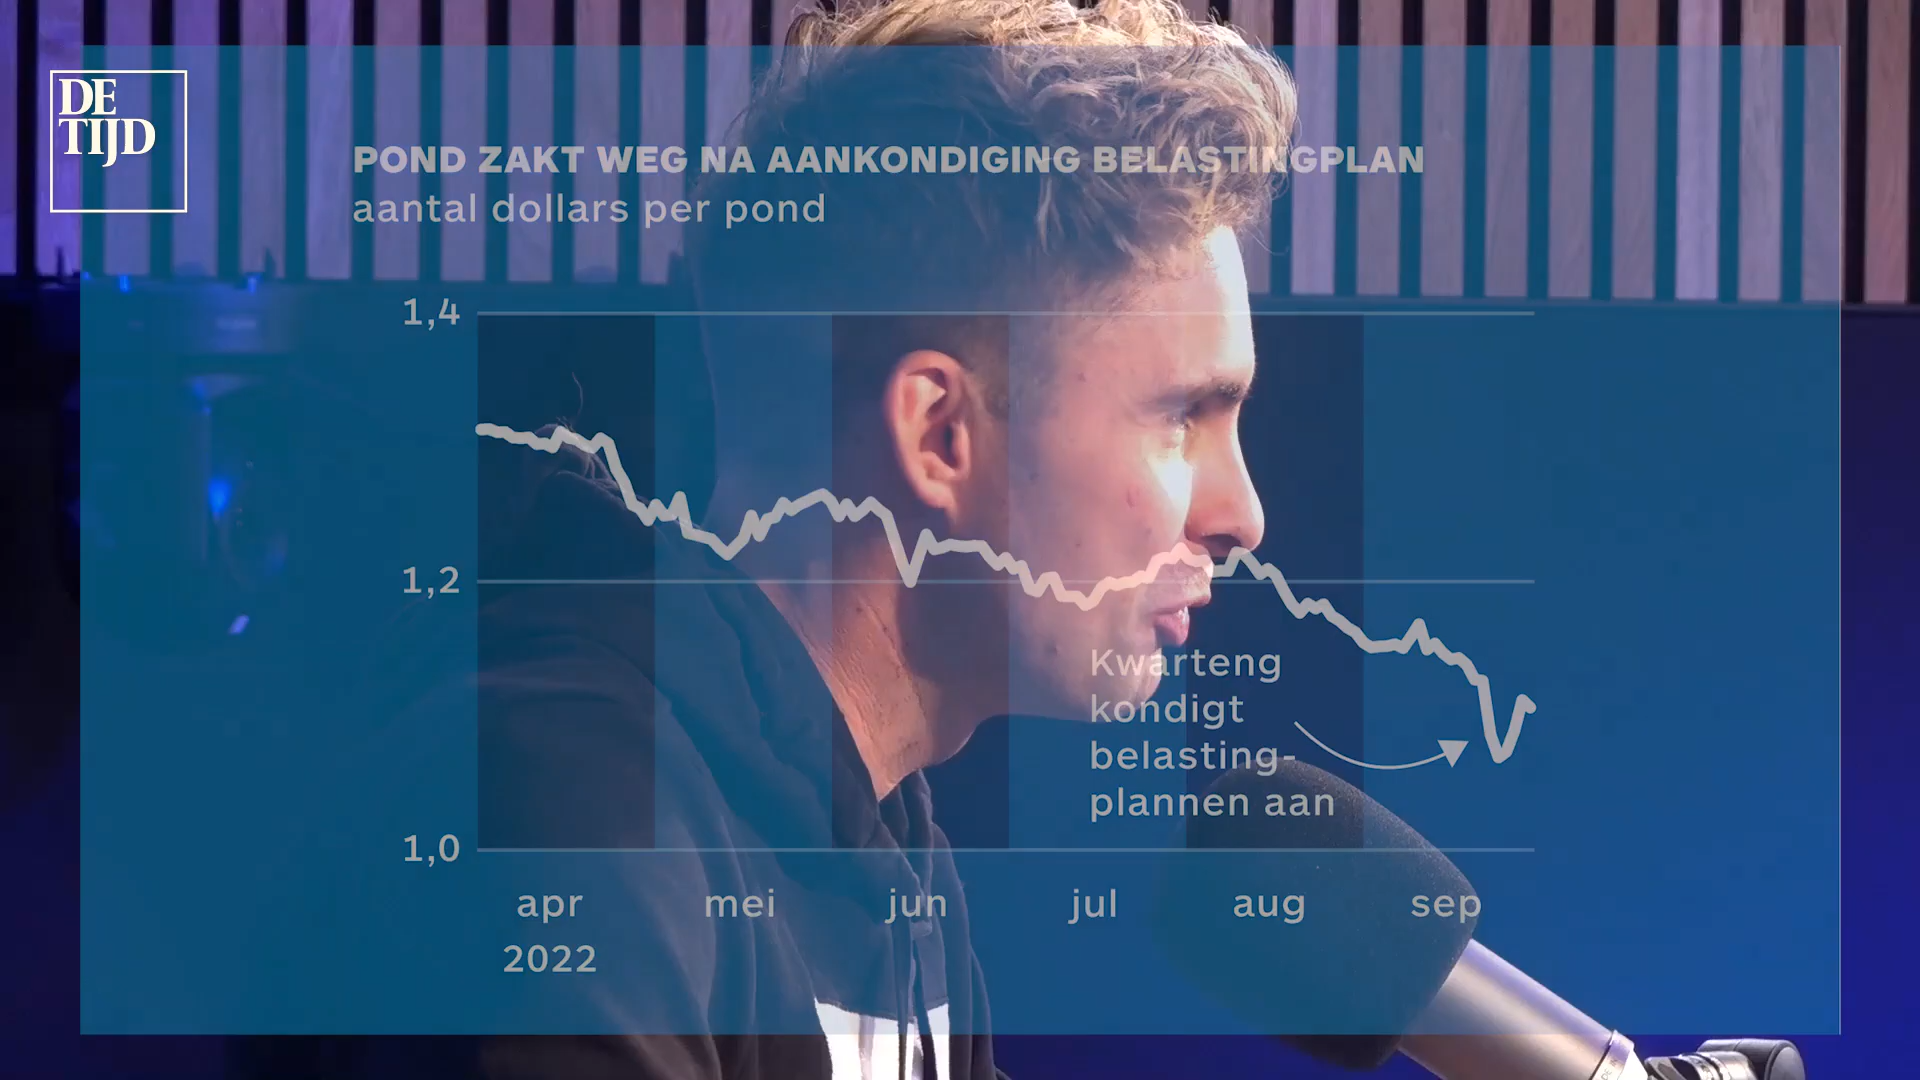 DE
TIJD
POND ZAKT WEG NA AANKONDIGING BELASTINGPLAN
aantal dollars per pond
1,4
1,2
Kwarteng
kondigt
belasting-
plannen aan
1,0
apr mei jun jul aug sep
2022